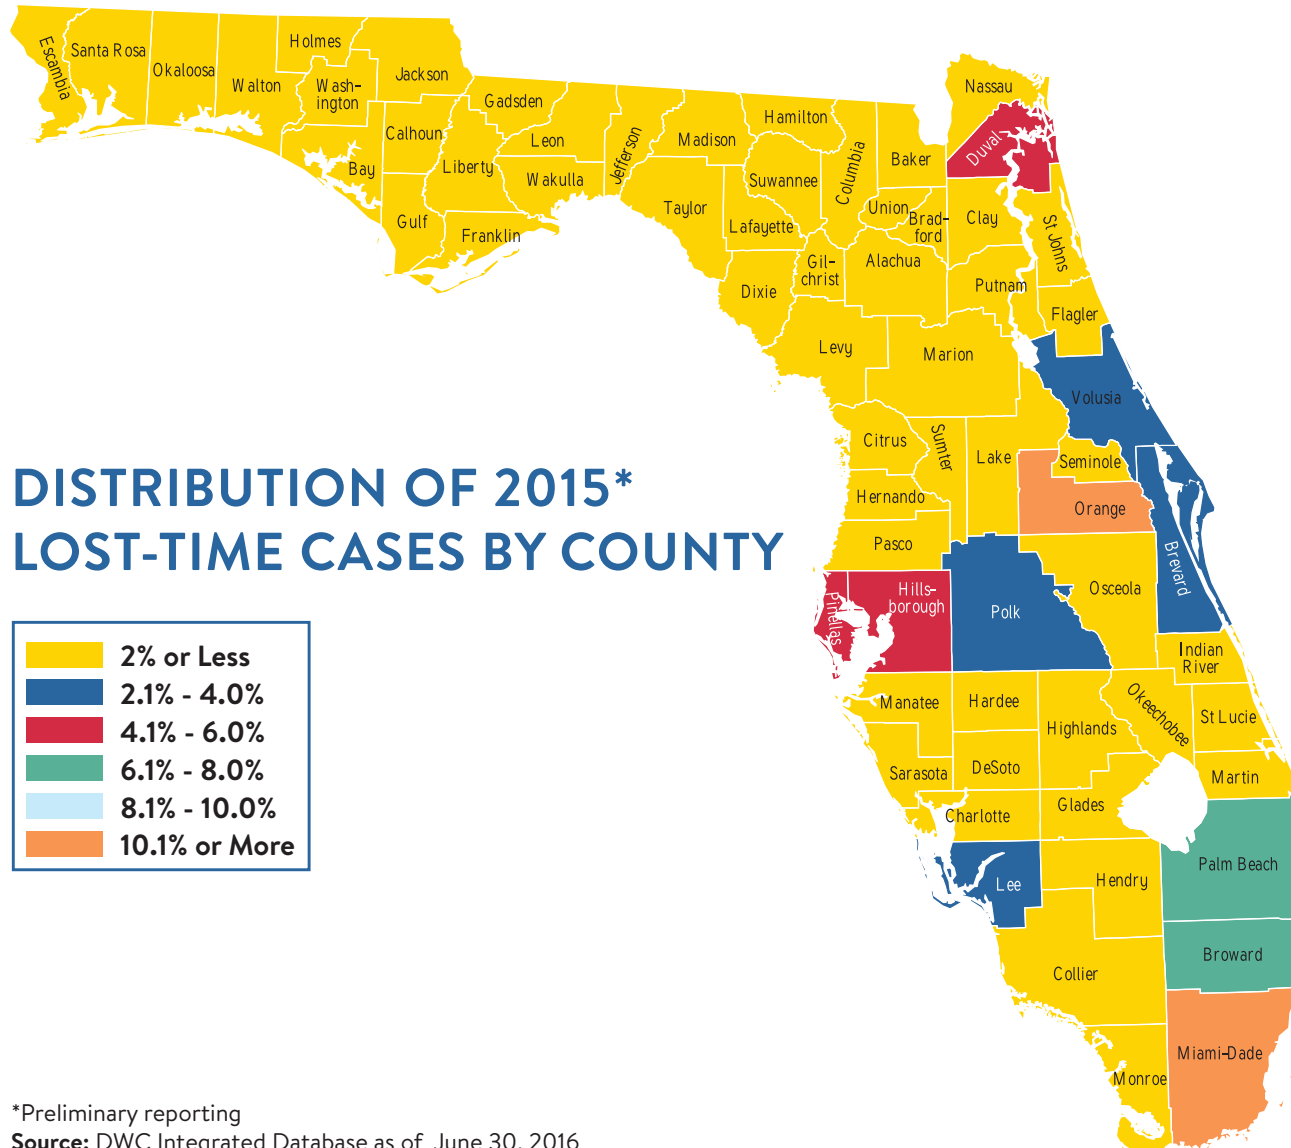 Escambia
Santa Rosa
Okaloosa
Walton
Holmes
Wash-
ington
Jackson
Bay
Calhoun
Gulf
Liberty
Gadsden
Leon
Wakulla
Franklin
Jefferson
Madison
Taylor
Hamilton
Suwannee
Lafayette
Dixie
Columbia
Gil-
christ
Baker
Union
Brad-
ford
Alachua
Levy
Nassau
Duval
Clay
St Johns
Putnam
Flagler
Marion
Volusia
Citrus
Sumter
Lake
Seminole
Hernando
Orange
Pasco
Brevard
Osceola
Pinellas
Hills-
borough
Polk
Indian
River
Manatee
Hardee
Highlands
Okeechobee
St Lucie
Sarasota
DeSoto
Martin
Charlotte
Glades
Lee
Hendry
Palm Beach
Broward
Collier
Miami-Dade
Monroe
DISTRIBUTION OF 2015*
LOST-TIME CASES BY COUNTY
2% or Less
2.1% - 4.0%
4.1% - 6.0%
6.1% - 8.0%
8.1% - 10.0%
10.1% or More
*Preliminary reporting
Source: DWC Integrated Database as of June 30, 2016